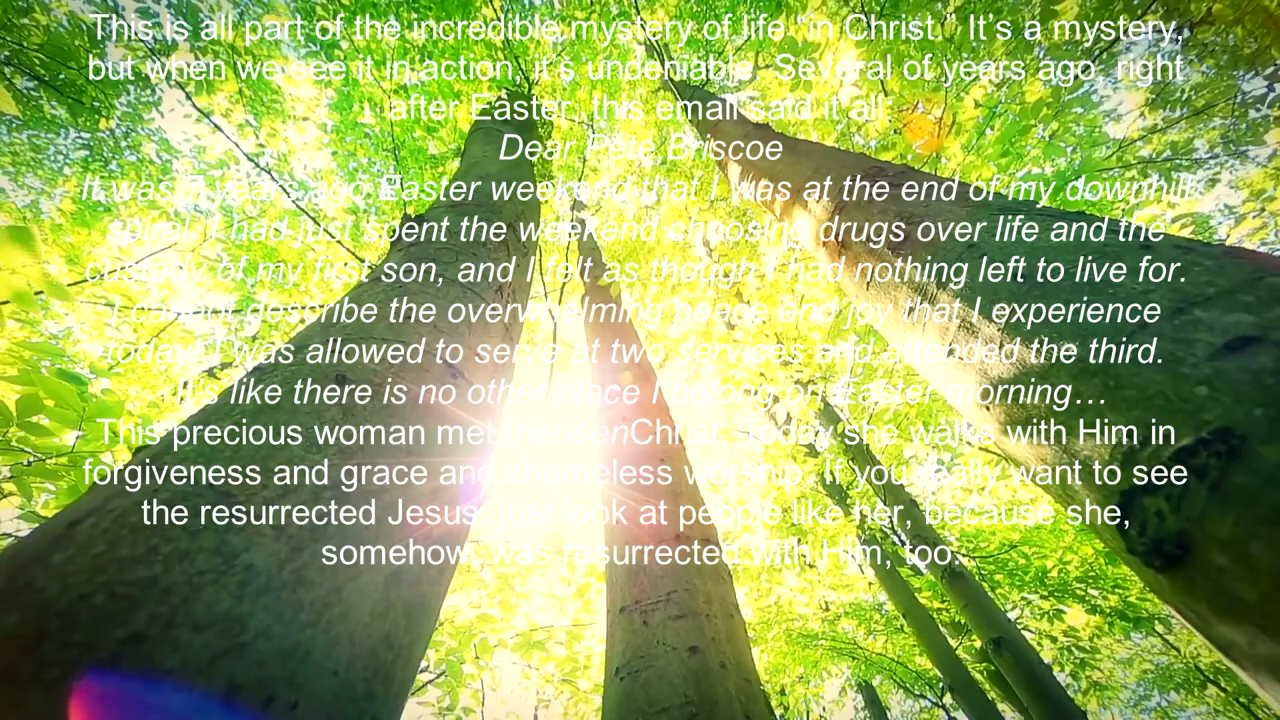 This is all part of the incredible mystery of life “in Christ.” It’s a mystery,
but when we see it in action, it’s undeniable. Several of years ago, right
after Easter, this email said it all:
Dear Pete Briscoe
It was 7 years ago Easter weekend that I was at the end of my downhill
spiral. I had just spent the weekend choosing drugs over life and the
custody of my first son, and I felt as though I had nothing left to live for.
I cannot describe the overwhelming peace and joy that I experience
today! I was allowed to serve at two services and attended the third.
It’s like there is no other place I belong on Easter morning…
This precious woman met the risen Christ. Today she walks with Him in
forgiveness and grace and shameless worship. If you really want to see
the resurrected Jesus, just look at people like her, because she,
somehow, was resurrected with Him, too.